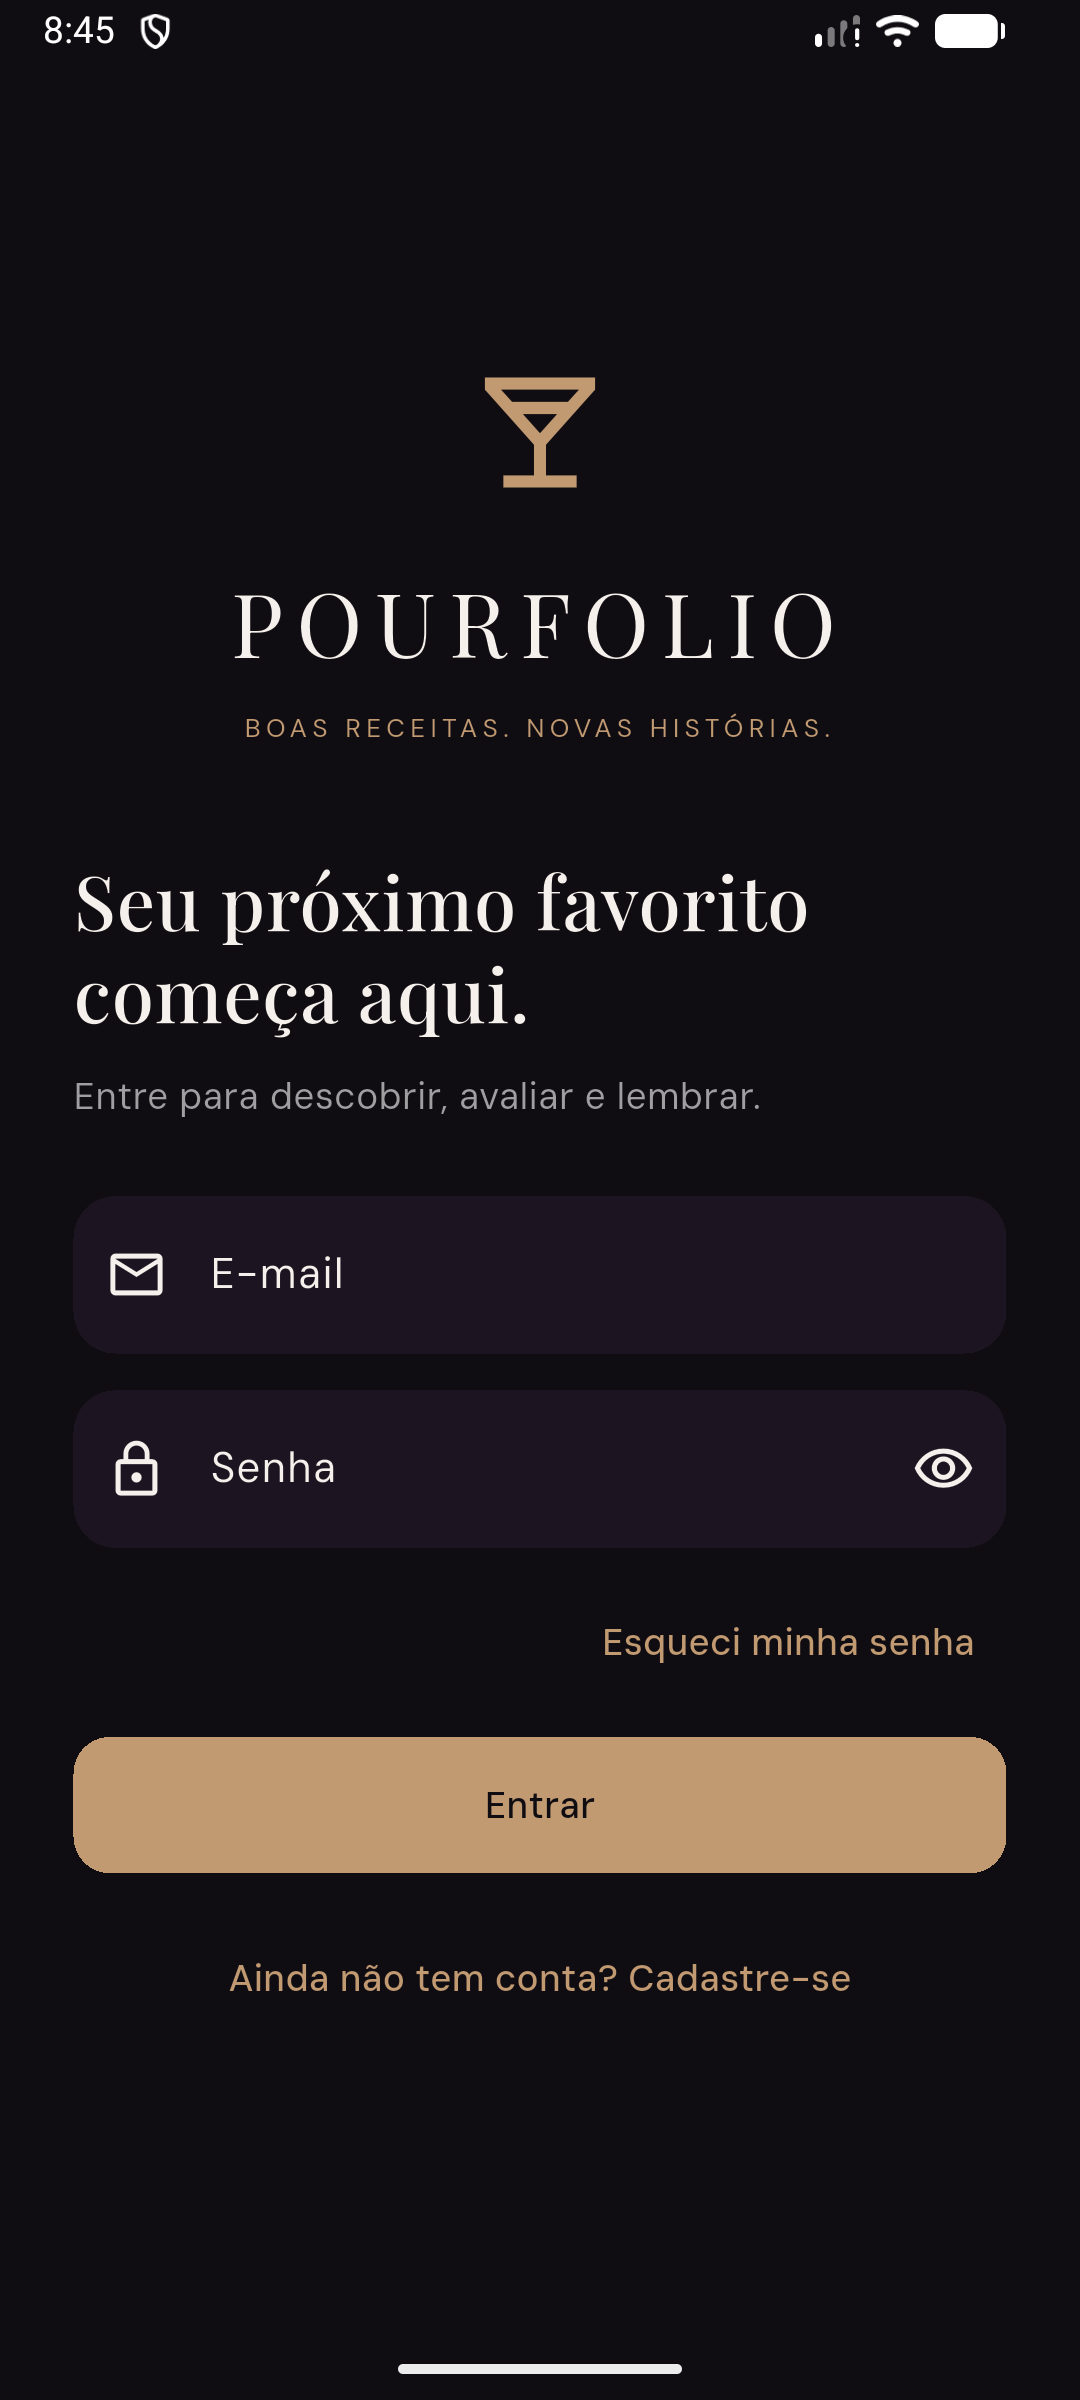 8:45
POURFOLIO
BOAS RECEITAS. NOVAS HISTÓRIAS.
Seu próximo favorito
começa aqui.
Entre para descobrir, avaliar e lembrar.
E-mail
Senha
Esqueci minha senha
Entrar
Ainda não tem conta? Cadastre-se